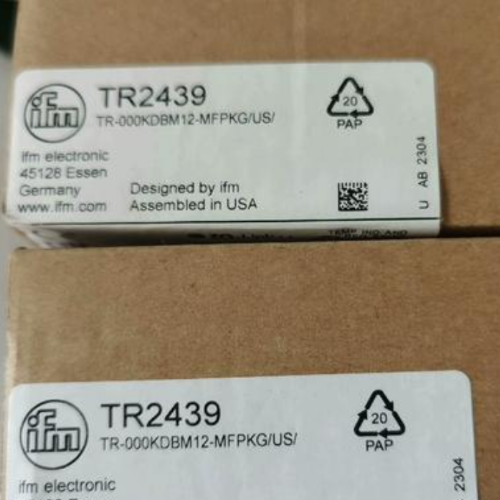 ifm
TR2439
TR-000KDBM12-MFPKG/US/
20
PAP
ifm electronic
45128 Essen
Germany
www.ifm.com
Designed by ifm
Assembled in USA
U AB 2304
ifm
TR2439
TR-000KDBM12-MFPKG/US/
20
PAP
ifm electronic
2304